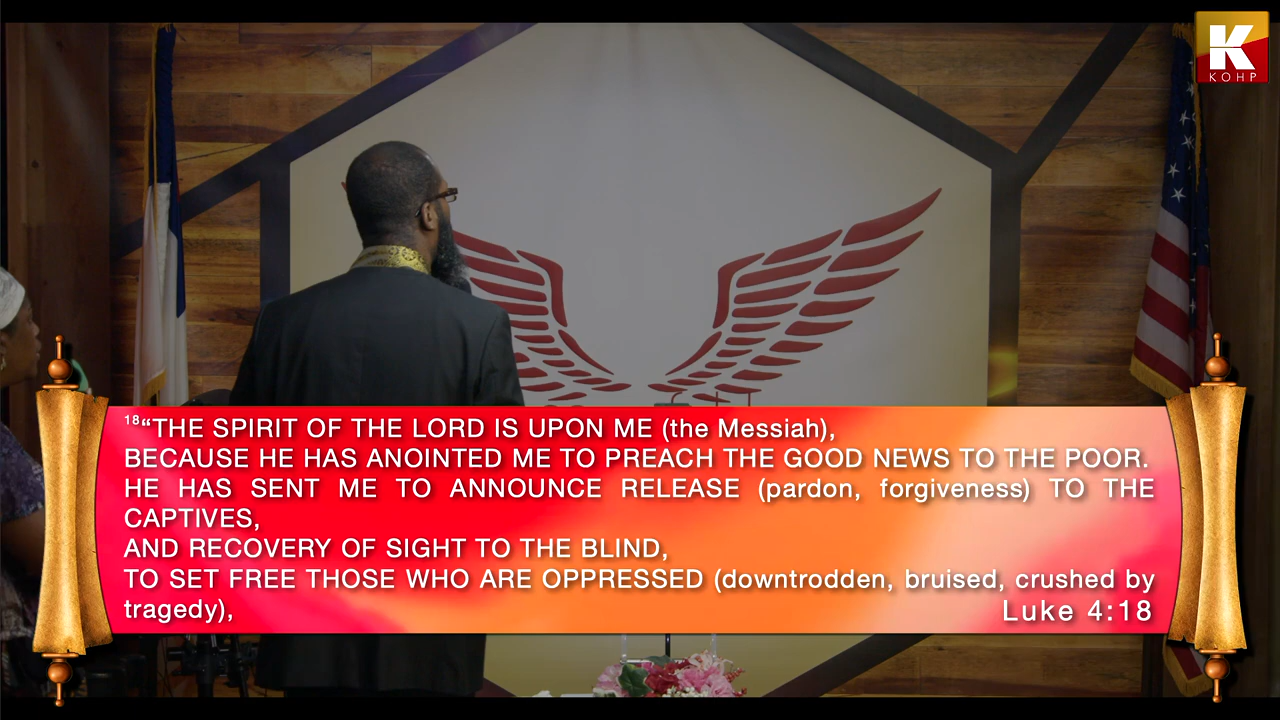 K
KOHP
18“THE SPIRIT OF THE LORD IS UPON ME (the Messiah),
BECAUSE HE HAS ANOINTED ME TO PREACH THE GOOD NEWS TO THE POOR.
HE HAS SENT ME TO ANNOUNCE RELEASE (pardon, forgiveness) TO THE
CAPTIVES,
AND RECOVERY OF SIGHT TO THE BLIND,
TO SET FREE THOSE WHO ARE OPPRESSED (downtrodden, bruised, crushed by
tragedy),
Luke 4:18